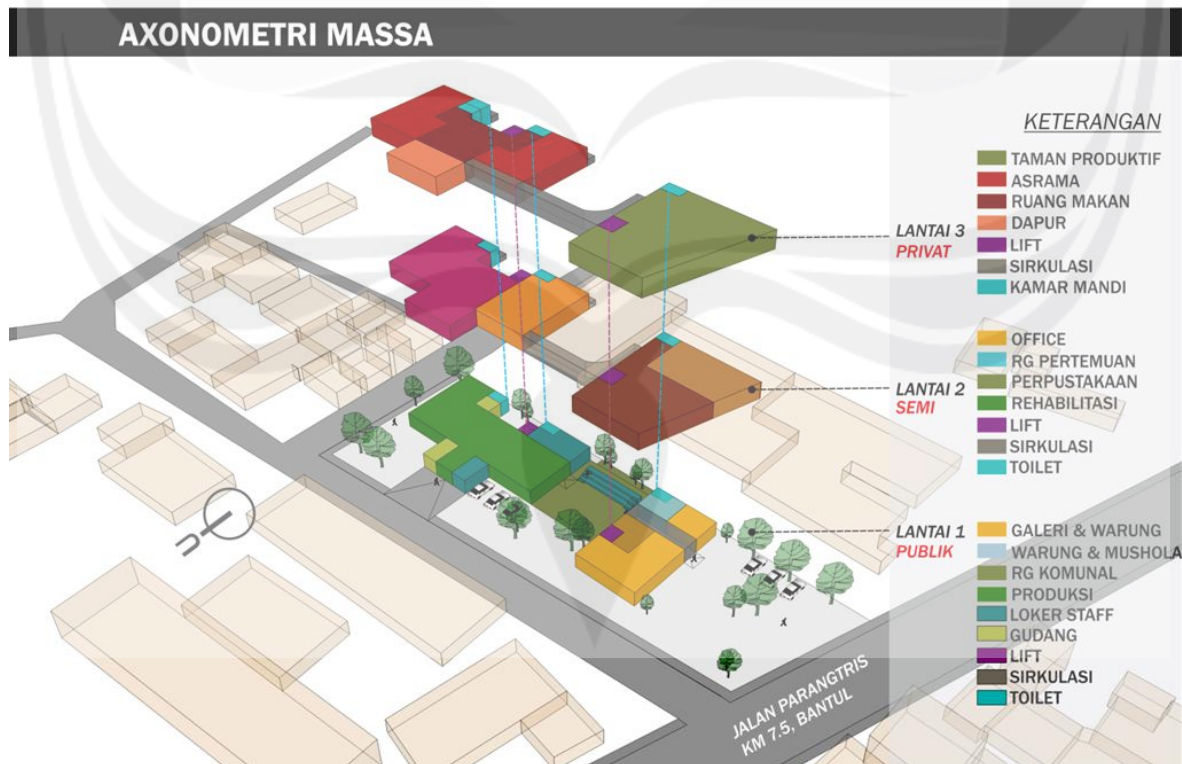 AXONOMETRI MASSA
KETERANGAN
TAMAN PRODUKTIF
ASRAMA
RUANG MAKAN
DAPUR
LIFT
SIRKULASI
KAMAR MANDI
LANTAI 3
PRIVAT
OFFICE
RG PERTEMUAN
PERPUSTAKAAN
REHABILITASI
LIFT
SIRKULASI
TOILET
LANTAI 2
SEMI
GALERI & WARUNG
WARUNG & MUSHOLA
RG KOMUNAL
PRODUKSI
LOKER STAFF
GUDANG
LIFT
SIRKULASI
TOILET
LANTAI 1
PUBLIK
U
JALAN PARANGTRIS
KM 7.5, BANTUL